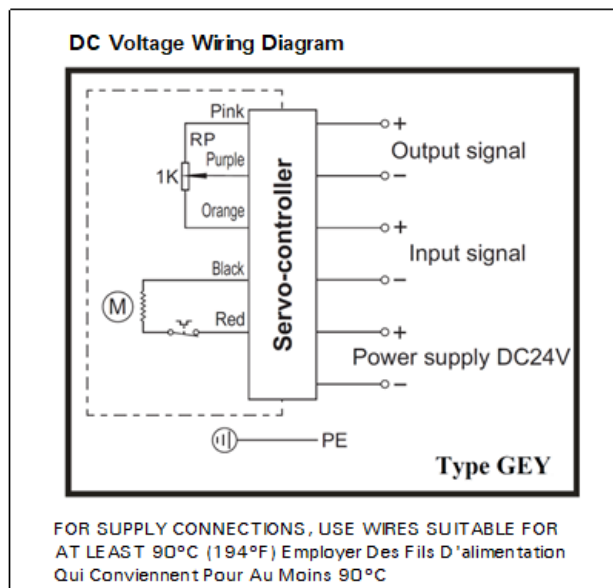 DC Voltage Wiring Diagram
Pink
RP
Purple
1K
Orange
Black
M
Red
Servo-controller
+
Output signal
−
+
Input signal
−
+
Power supply DC24V
−
PE
Type GEY
FOR SUPPLY CONNECTIONS, USE WIRES SUITABLE FOR
AT LEAST 90°C (194°F) Employer Des Fils D'alimentation
Qui Conviennent Pour Au Moins 90°C